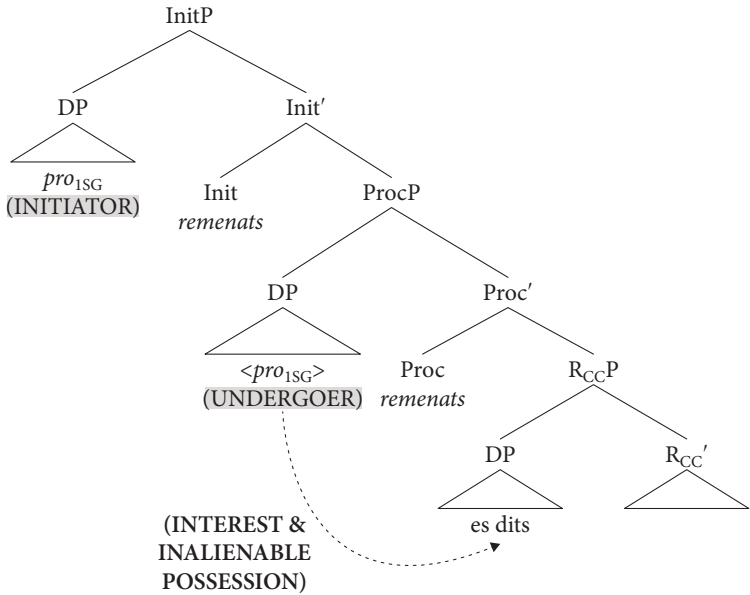 InitP
DP Init′
pro1SG
(INITIATOR)
Init ProcP
remenats
DP Proc′
<pro1SG>
(UNDERGOER)
Proc RCCP
remenats
DP RCC′
es dits
(INTEREST &
INALIENABLE
POSSESSION)